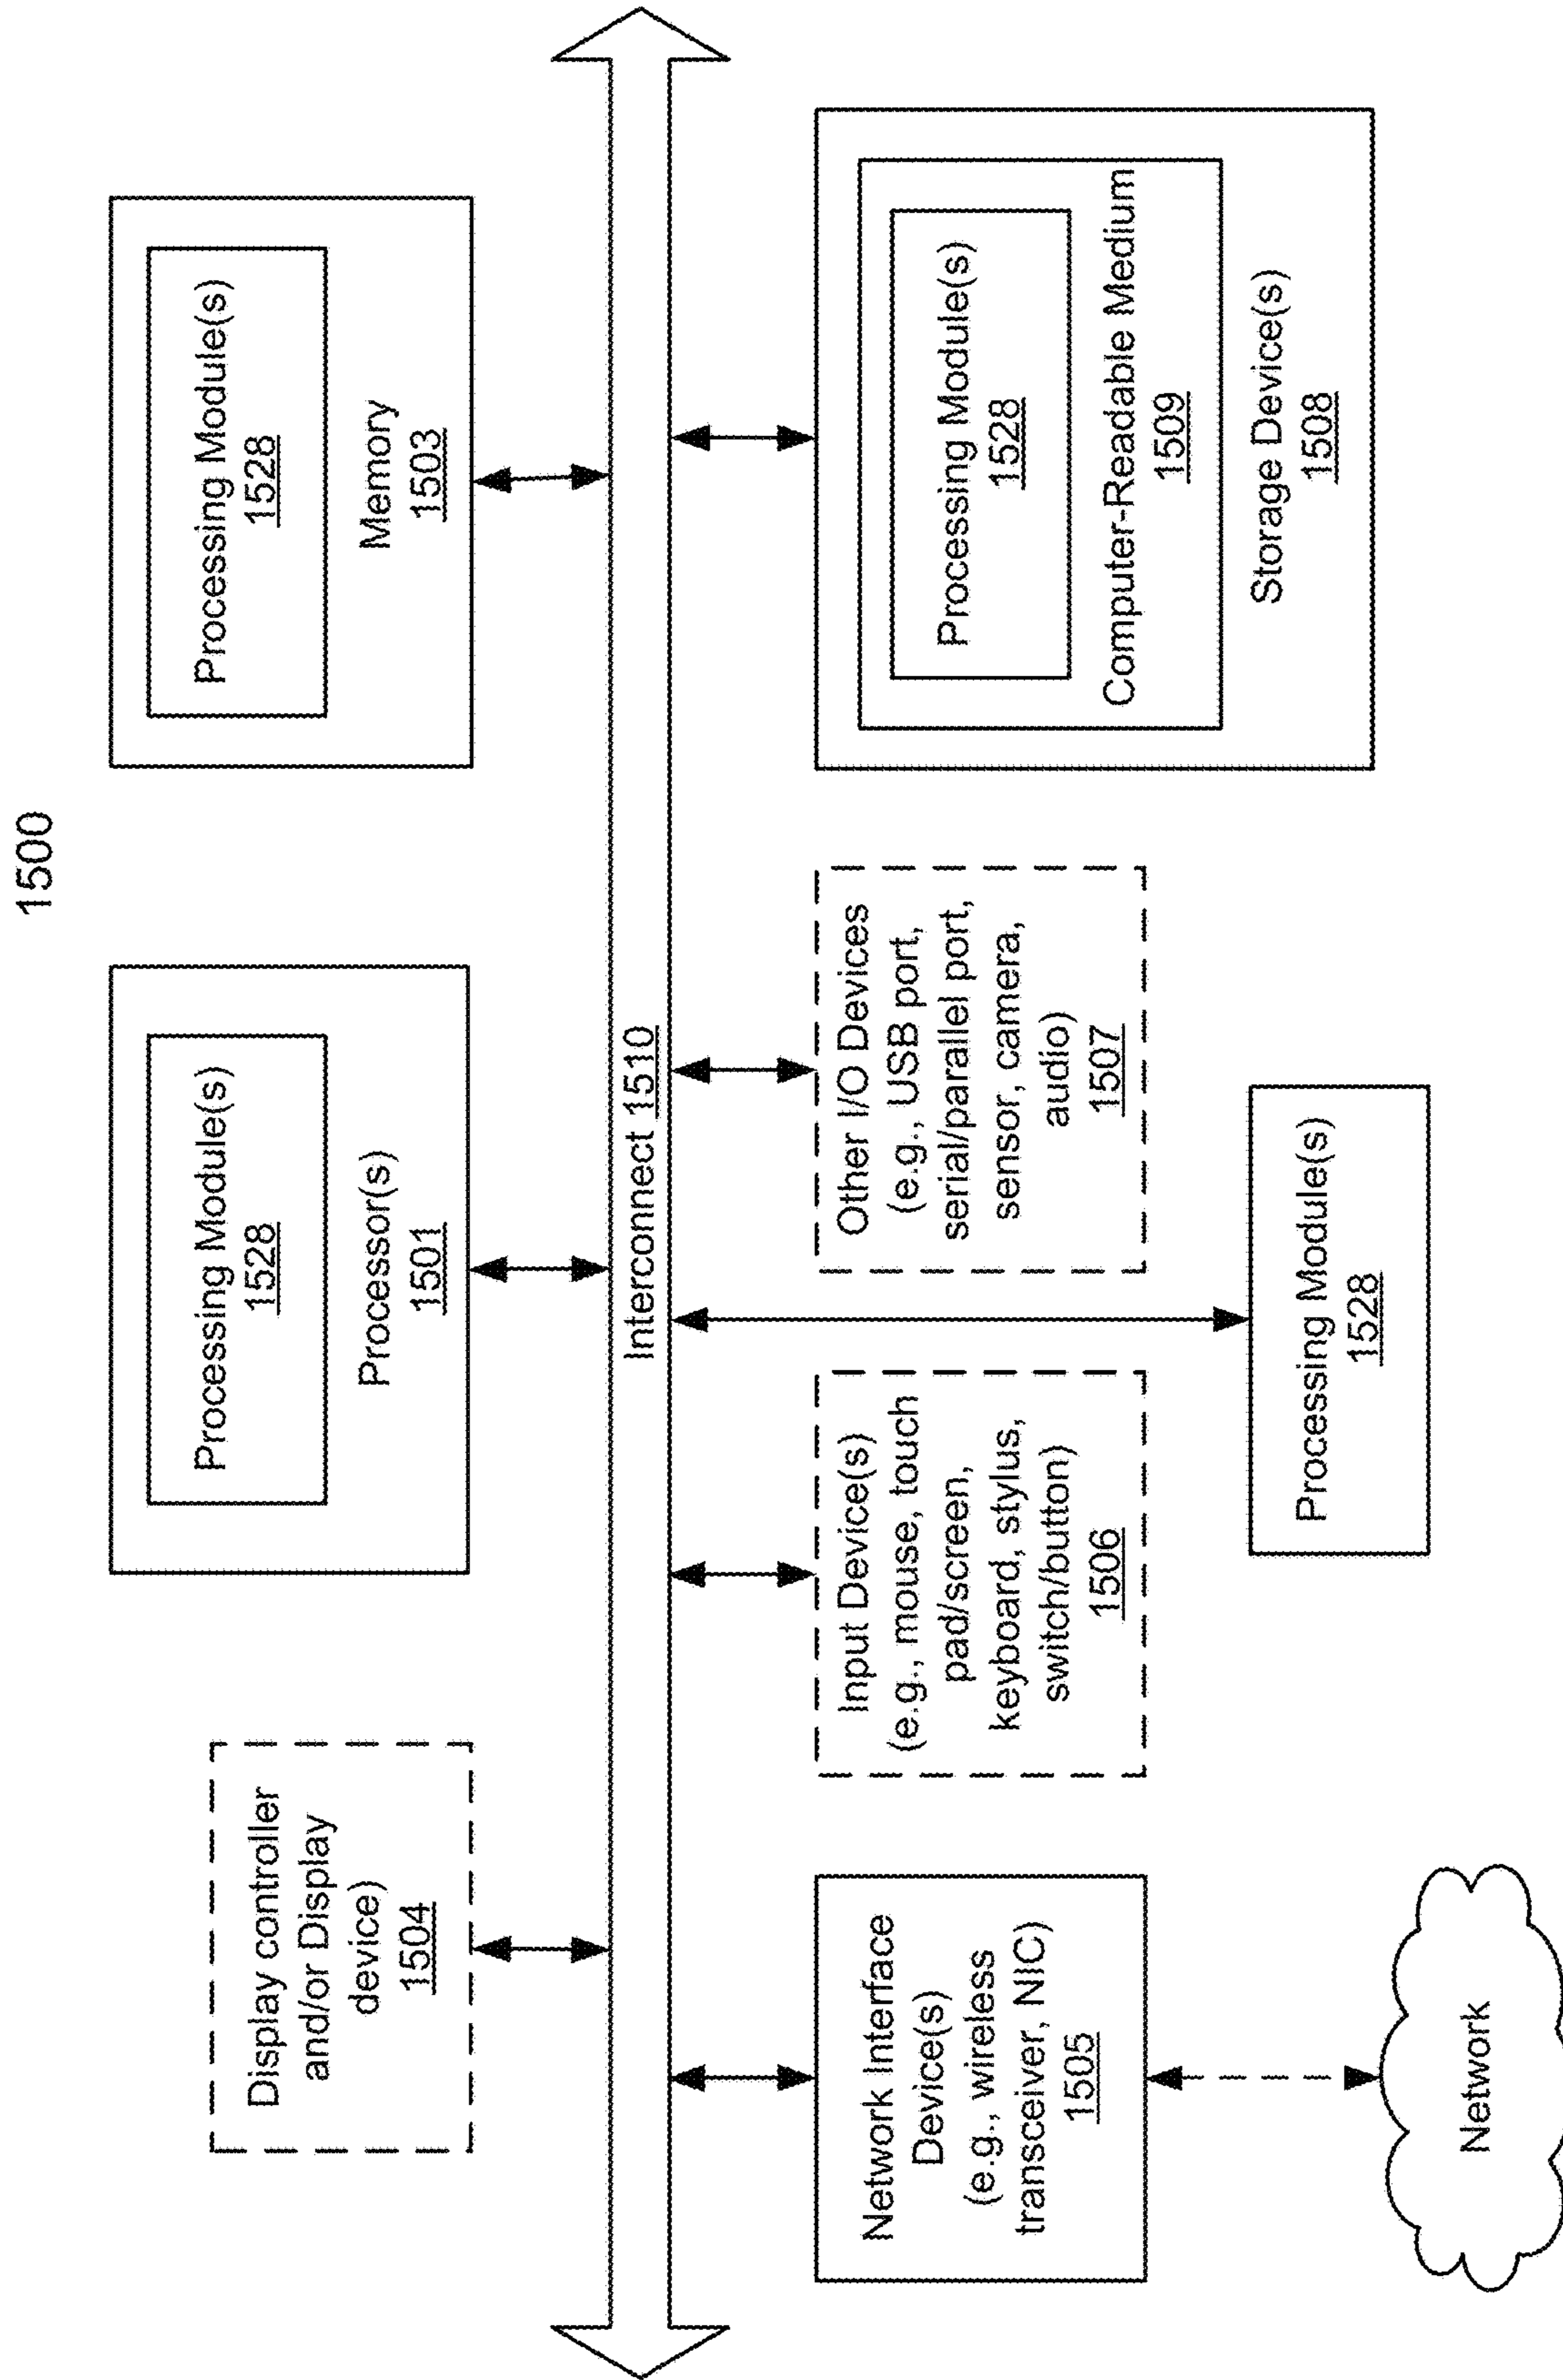 1500
Display controller
and/or Display
device)
1504
Processing Module(s)
1528
Processor(s)
1501
Processing Module(s)
1528
Memory
1503
Interconnect 1510
Network Interface
Device(s)
(e.g., wireless
transceiver, NIC)
1505
Input Device(s)
(e.g., mouse, touch
pad/screen,
keyboard, stylus,
switch/button)
1506
Other I/O Devices
(e.g., USB port,
serial/parallel port,
sensor, camera,
audio)
1507
Processing Module(s)
1528
Computer-Readable Medium
1509
Storage Device(s)
1508
Processing Module(s)
1528
Network